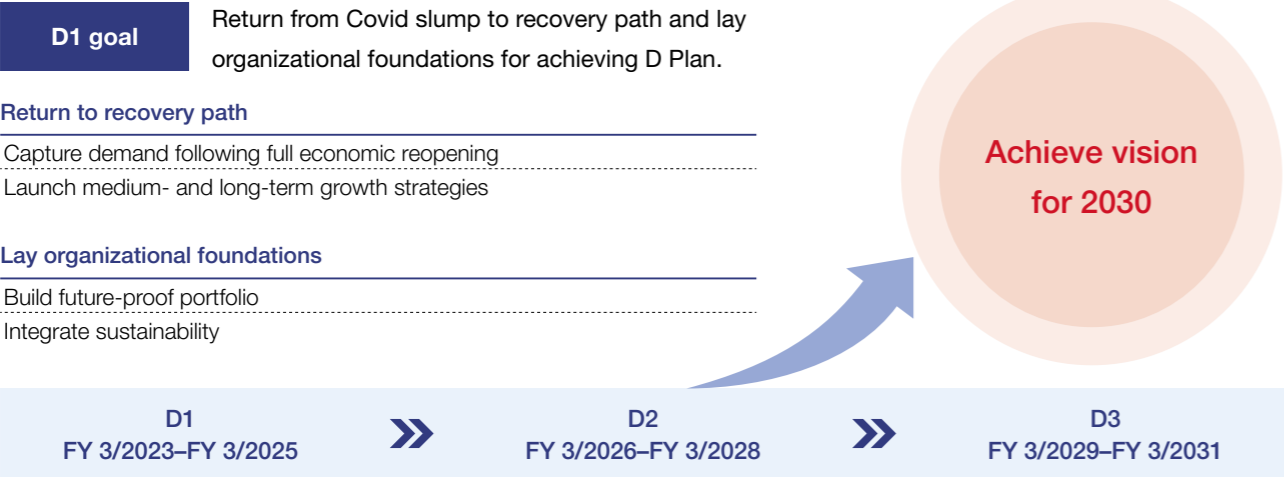 D1 goal
Return from Covid slump to recovery path and lay
organizational foundations for achieving D Plan.
Return to recovery path
Capture demand following full economic reopening
Launch medium- and long-term growth strategies
Lay organizational foundations
Build future-proof portfolio
Integrate sustainability
Achieve vision
for 2030
D1
FY 3/2023–FY 3/2025
D2
FY 3/2026–FY 3/2028
D3
FY 3/2029–FY 3/2031